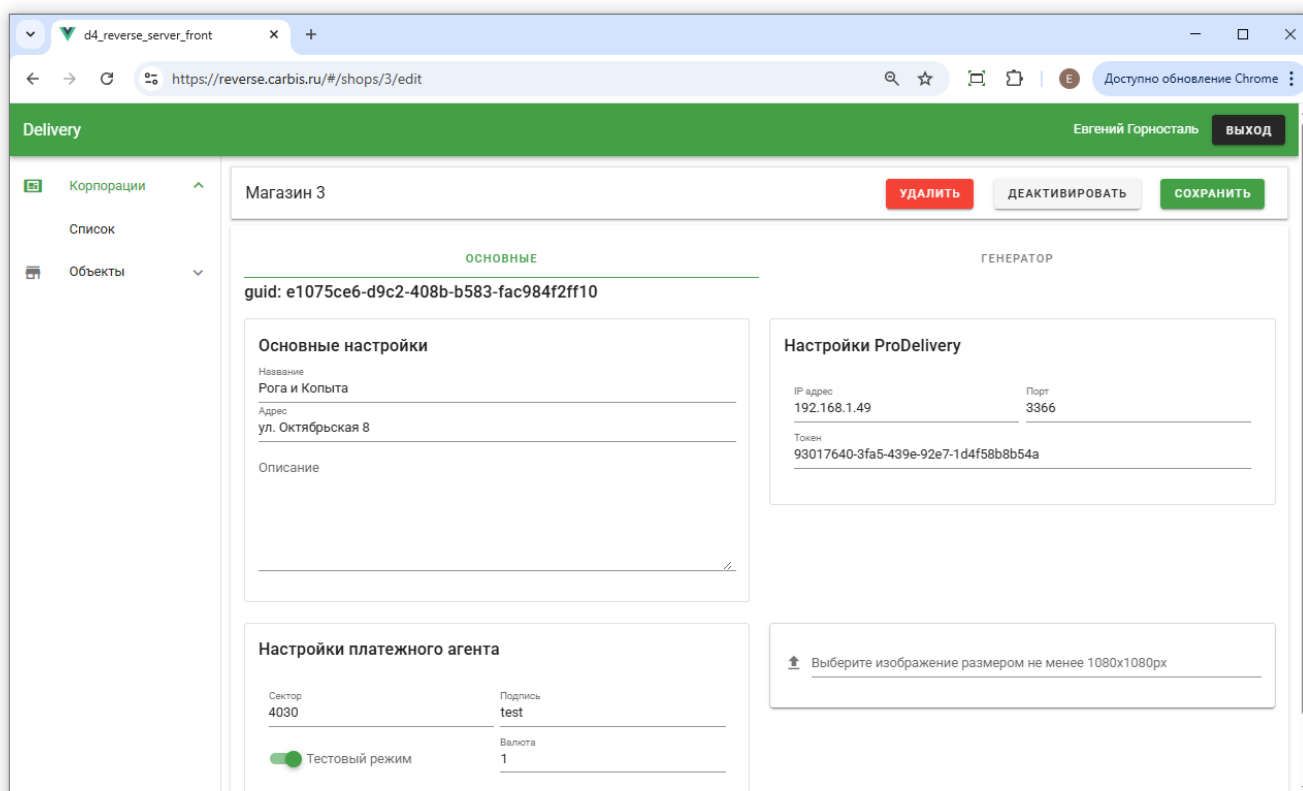 d4_reverse_server_front
https://reverse.carbis.ru/#/shops/3/edit
E
Доступно обновление Chrome
Delivery
Евгений Горносталь
ВЫХОД
Корпорации
Список
Объекты
Магазин 3
УДАЛИТЬ
ДЕАКТИВИРОВАТЬ
СОХРАНИТЬ
ОСНОВНЫЕ
ГЕНЕРАТОР
guid: e1075ce6-d9c2-408b-b583-fac984f2ff10
Основные настройки
Название
Рога и Копыта
Адрес
ул. Октябрьская 8
Описание
Настройки ProDelivery
IP адрес
Порт
192.168.1.49
3366
Токен
93017640-3fa5-439e-92e7-1d4f58b8b54a
Настройки платежного агента
Сектор
Подпись
4030
test
Тестовый режим
Валюта
1
Выберите изображение размером не менее 1080x1080px